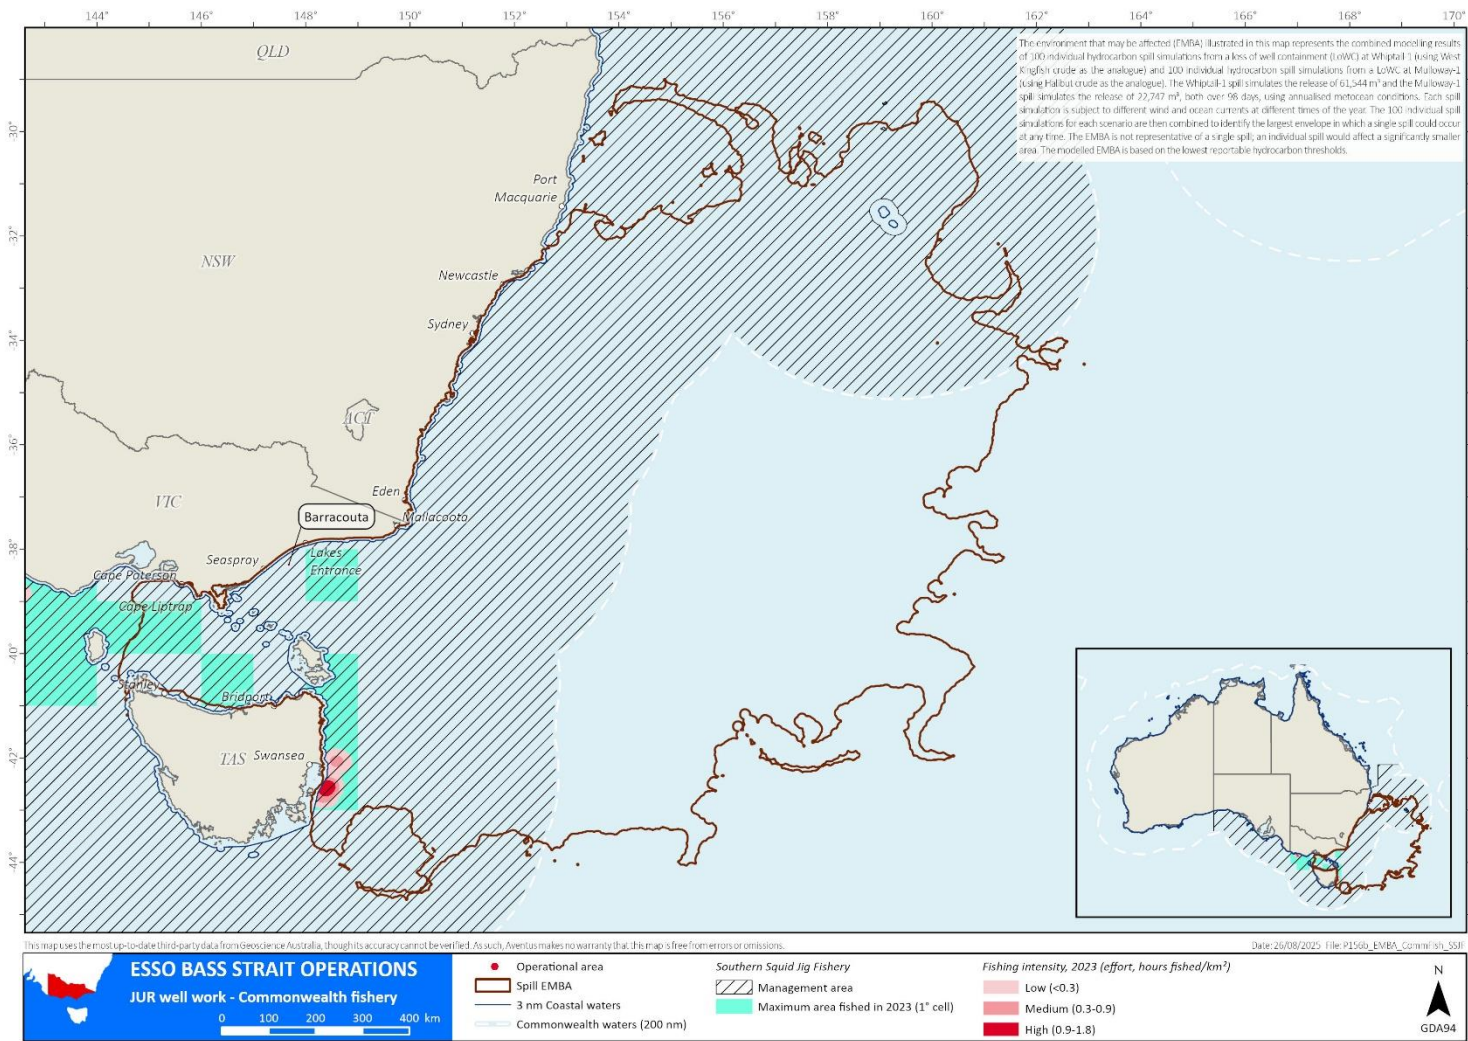 144° 146° 148° 150° 152° 154° 156° 158° 160° 162° 164° 166° 168° 170°
The environment that may be affected (EMBA) illustrated in this map represents the combined modelling results
of 100 individual hydrocarbon spill simulations from a loss of well containment (LoWC) at Whiptail-1 (using West
Kingfish crude as the analogue) and 100 individual hydrocarbon spill simulations from a LoWC at Mulloway-1
(using Halibut crude as the analogue). The Whiptail-1 spill simulates the release of 61,544 m³ and the Mulloway-1
spill simulates the release of 22,747 m³, both over 98 days, using annualised metocean conditions. Each spill
simulation is subject to different wind and ocean currents at different times of the year. The 100 individual spill
simulations for each scenario are then combined to identify the largest envelope in which a single spill could occur
at any time. The EMBA is not representative of a single spill; an individual spill would affect a significantly smaller
area. The modelled EMBA is based on the lowest reportable hydrocarbon thresholds.
QLD
30°
Port
Macquarie
32°
NSW
Newcastle
Sydney
34°
ACT
36°
Eden
VIC
Barracouta
Mallacoota
38°
Seaspray
Lakes
Entrance
Cape Paterson
Cape Liptrap
40°
Stanley
Bridport
42°
TAS
Swansea
44°
This map uses the most up-to-date third-party data from Geoscience Australia, though its accuracy cannot be verified. As such, Aventus makes no warranty that this map is free from errors or omissions.
Date: 26/08/2025 File: P156b_EMBA_CommFish_SSJF
ESSO BASS STRAIT OPERATIONS
JUR well work - Commonwealth fishery
0 100 200 300 400 km
Operational area
Spill EMBA
3 nm Coastal waters
Commonwealth waters (200 nm)
Southern Squid Jig Fishery
Management area
Maximum area fished in 2023 (1° cell)
Fishing intensity, 2023 (effort, hours fished/km²)
Low (<0.3)
Medium (0.3-0.9)
High (0.9-1.8)
N
GDA94